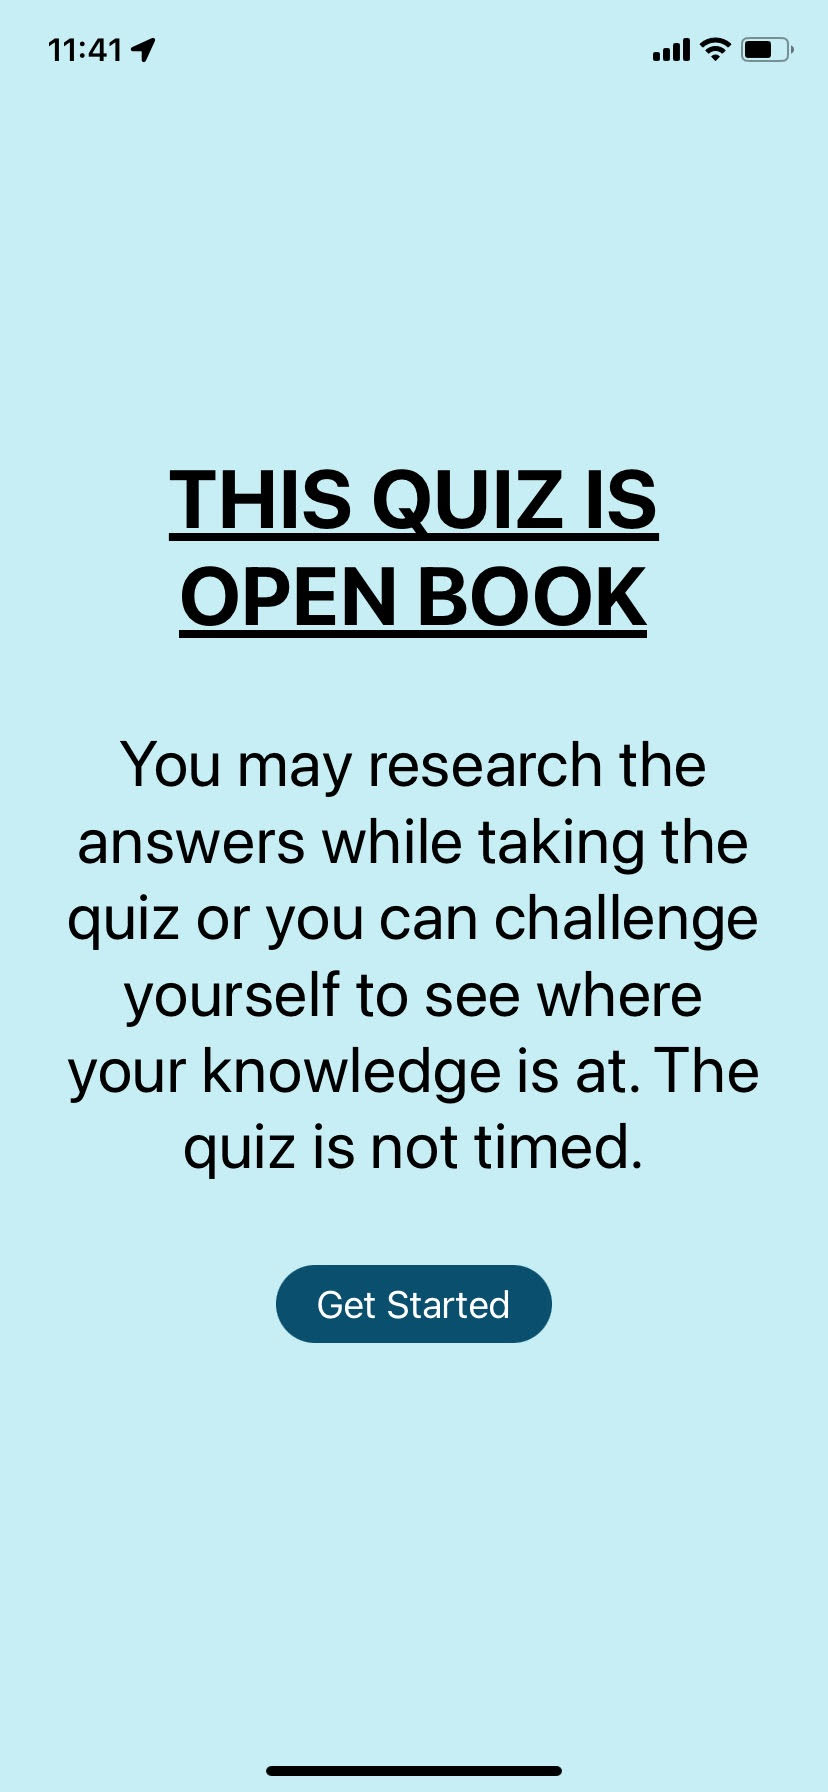 11:41
THIS QUIZ IS
OPEN BOOK
You may research the
answers while taking the
quiz or you can challenge
yourself to see where
your knowledge is at. The
quiz is not timed.
Get Started